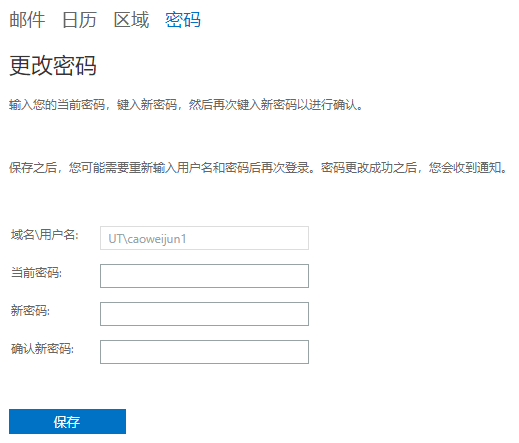 邮件 日历 区域 密码
更改密码
输入您的当前密码，键入新密码，然后再次键入新密码以进行确认。
保存之后，您可能需要重新输入用户名和密码后再次登录。密码更改成功之后，您会收到通知。
域名\用户名: UT\caoweijun1
当前密码:
新密码:
确认新密码:
保存